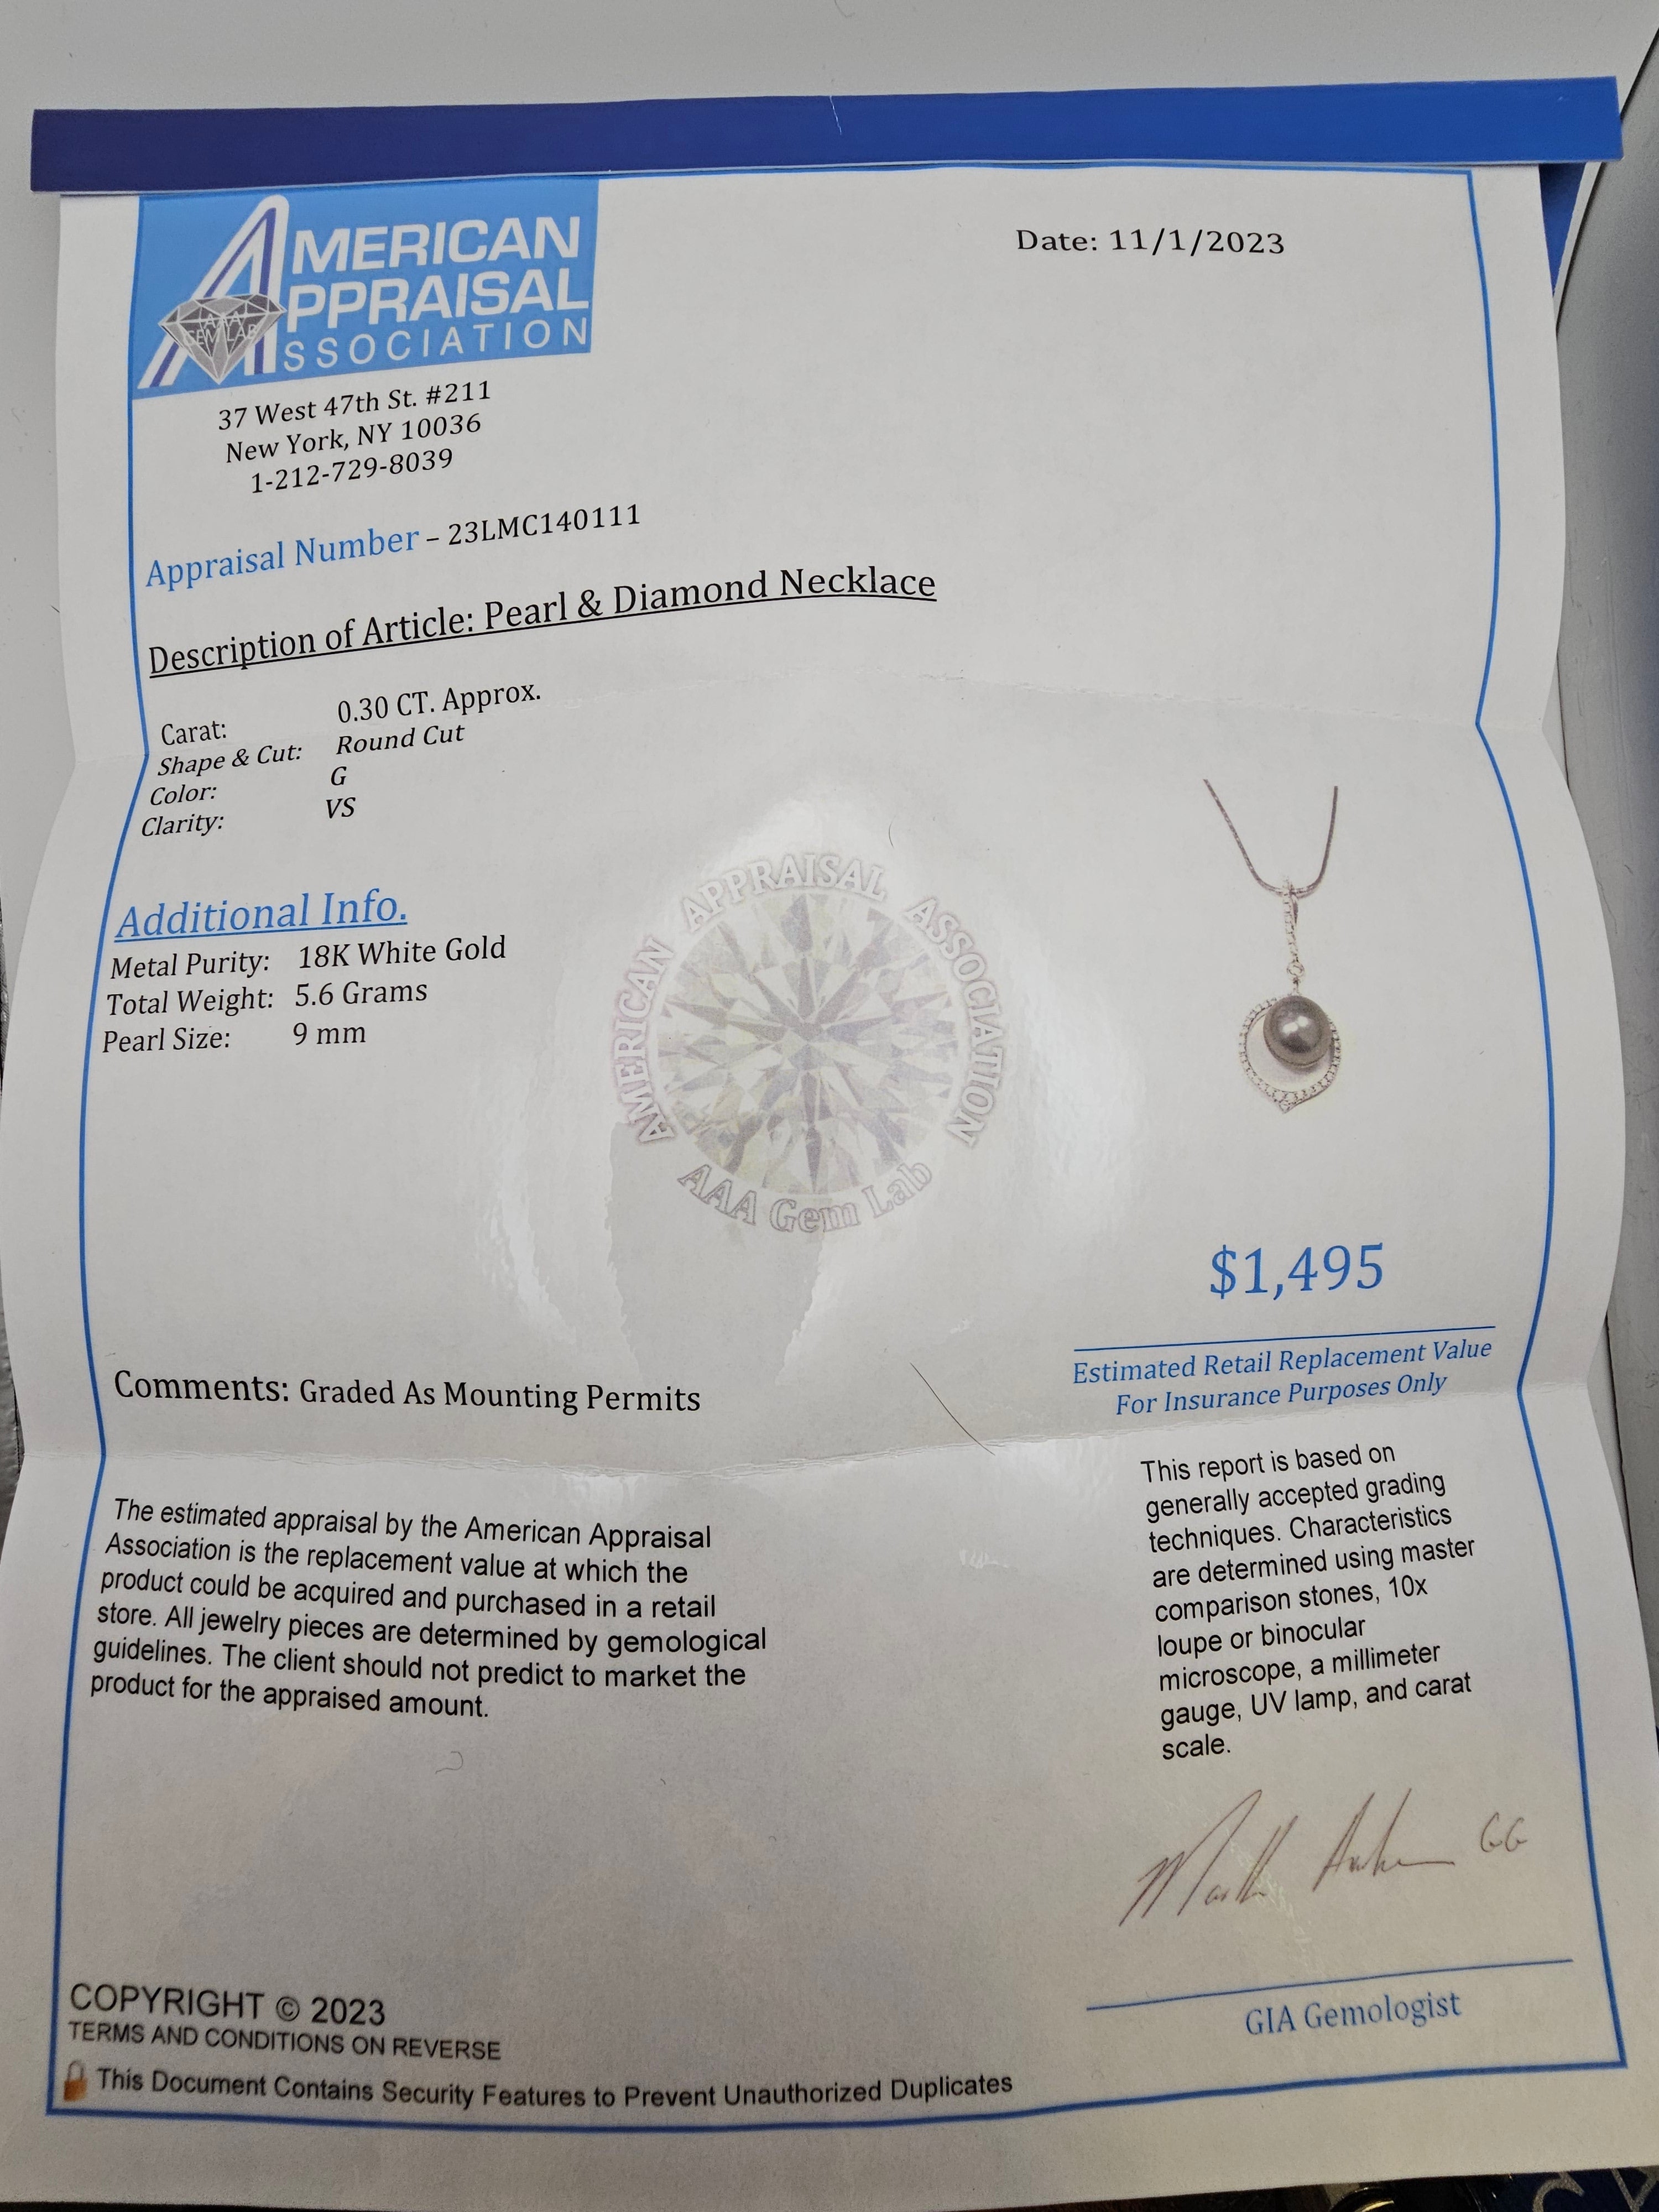 AMERICAN
APPRAISAL
ASSOCIATION
AAA
GEM LAB
Date: 11/1/2023
37 West 47th St. #211
New York, NY 10036
1-212-729-8039
Appraisal Number – 23LMC140111
Description of Article: Pearl & Diamond Necklace
Carat: 0.30 CT. Approx.
Shape & Cut: Round Cut
Color: G
Clarity: VS
Additional Info.
Metal Purity: 18K White Gold
Total Weight: 5.6 Grams
Pearl Size: 9 mm
AMERICAN APPRAISAL ASSOCIATION
AAA Gem Lab
$1,495
Estimated Retail Replacement Value
For Insurance Purposes Only
Comments: Graded As Mounting Permits
The estimated appraisal by the American Appraisal
Association is the replacement value at which the
product could be acquired and purchased in a retail
store. All jewelry pieces are determined by gemological
guidelines. The client should not predict to market the
product for the appraised amount.
This report is based on
generally accepted grading
techniques. Characteristics
are determined using master
comparison stones, 10x
loupe or binocular
microscope, a millimeter
gauge, UV lamp, and carat
scale.
GG
GIA Gemologist
COPYRIGHT © 2023
TERMS AND CONDITIONS ON REVERSE
This Document Contains Security Features to Prevent Unauthorized Duplicates